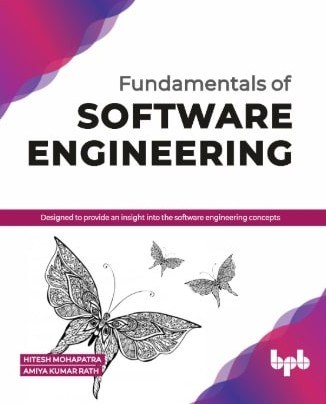 Fundamentals of
SOFTWARE
ENGINEERING
Designed to provide an insight into the software engineering concepts
HITESH MOHAPATRA
AMIYA KUMAR RATH
bpb